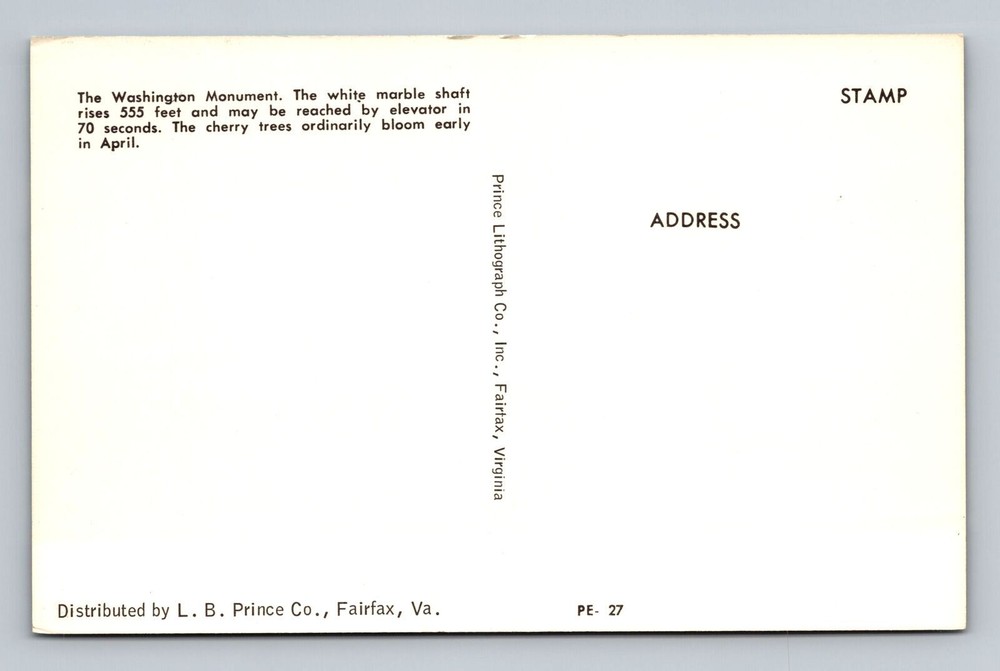 The Washington Monument. The white marble shaft
rises 555 feet and may be reached by elevator in
70 seconds. The cherry trees ordinarily bloom early
in April.
STAMP
Prince Lithograph Co., Inc., Fairfax, Virginia
ADDRESS
Distributed by L. B. Prince Co., Fairfax, Va.
PE- 27